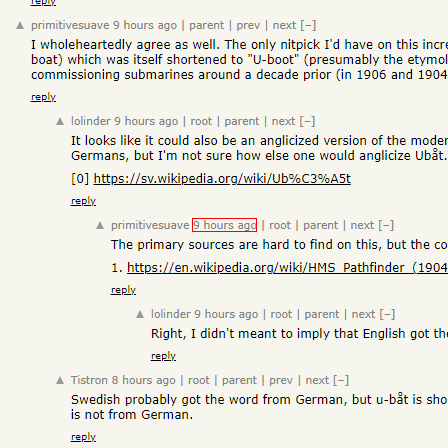 reply
▲ primitivesuave 9 hours ago | parent | prev | next [–]
I wholeheartedly agree as well. The only nitpick I'd have on this incre
boat) which was itself shortened to "U-boot" (presumably the etymol
commissioning submarines around a decade prior (in 1906 and 1904
reply
▲ lolinder 9 hours ago | root | parent | next [–]
It looks like it could also be an anglicized version of the moder
Germans, but I'm not sure how else one would anglicize Ubåt.
[0] https://sv.wikipedia.org/wiki/Ub%C3%A5t
reply
▲ primitivesuave 9 hours ago | root | parent | next [–]
The primary sources are hard to find on this, but the co
1. https://en.wikipedia.org/wiki/HMS_Pathfinder_(1904
reply
▲ lolinder 9 hours ago | root | parent | next [–]
Right, I didn't meant to imply that English got the
reply
▲ Tistron 8 hours ago | root | parent | prev | next [–]
Swedish probably got the word from German, but u-båt is sho
is not from German.
reply